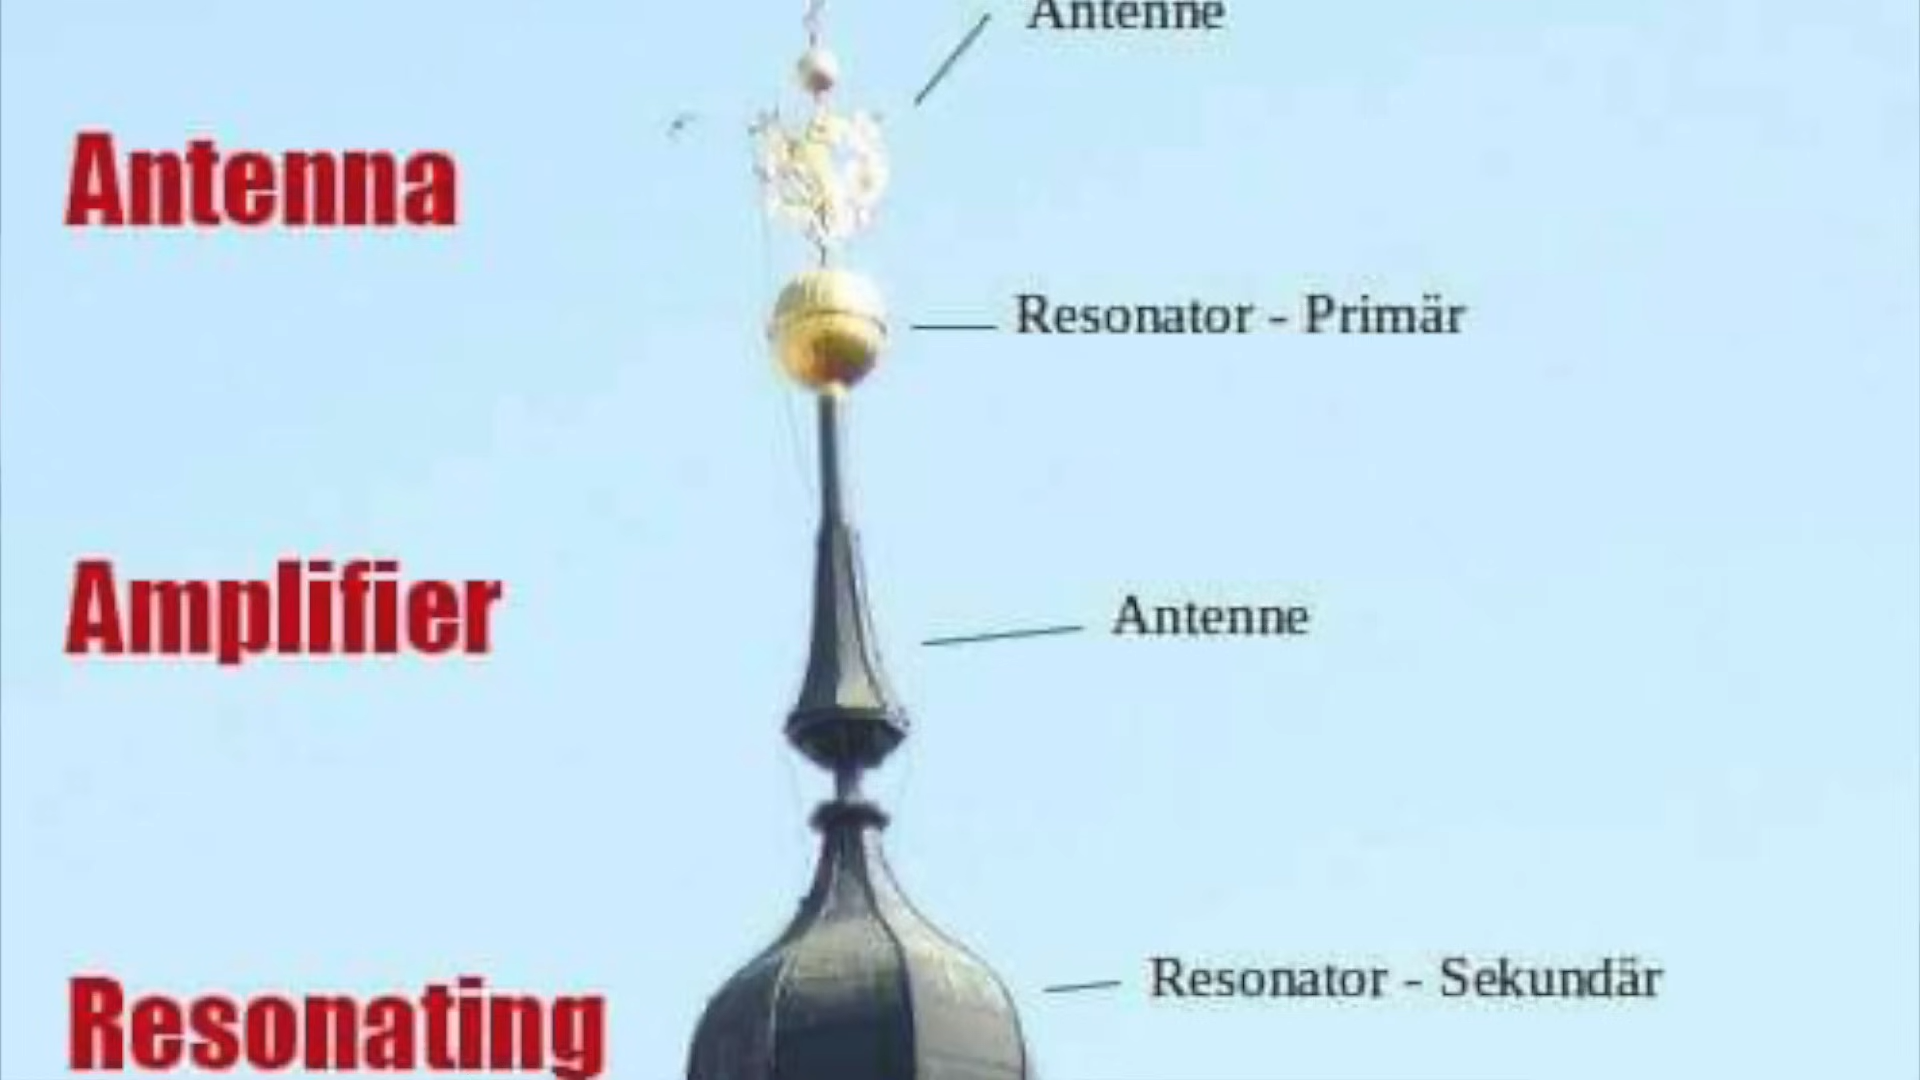 Antenne
Antenna
Resonator - Primär
Amplifier
Antenne
Resonator - Sekundär
Resonating